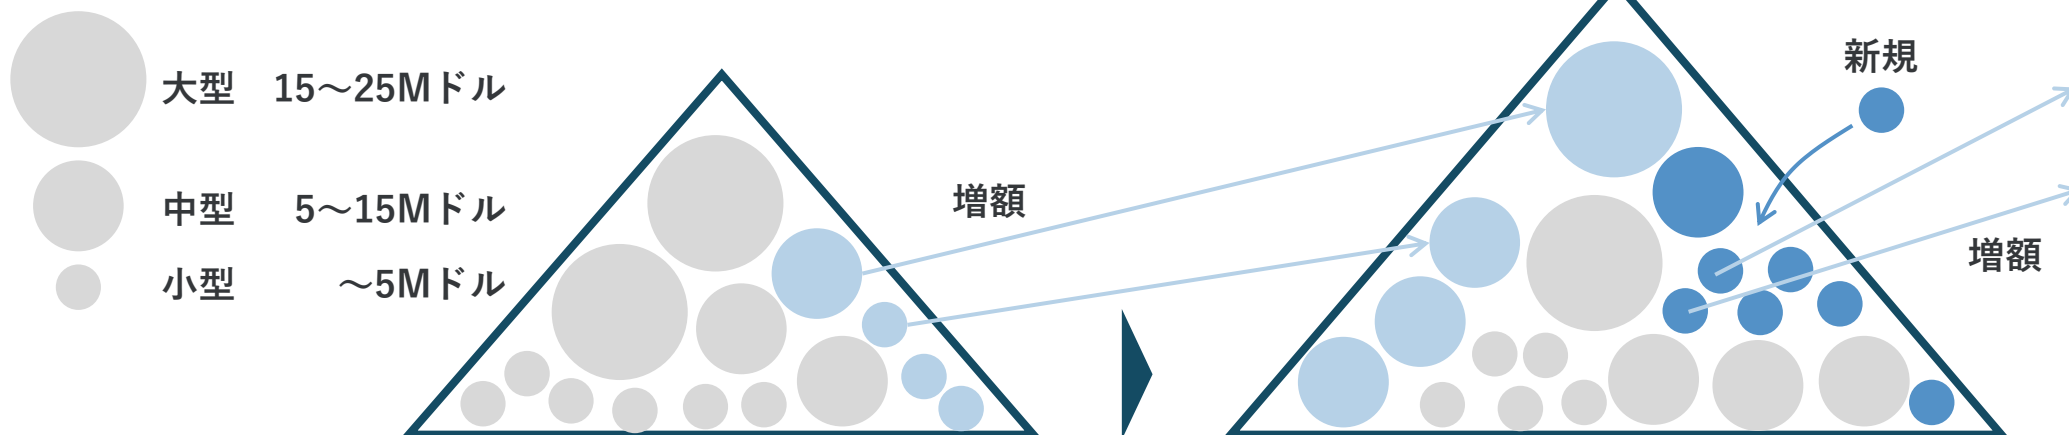 大型 15～25Mドル
中型 5～15Mドル
小型 ～5Mドル
増額
新規
増額